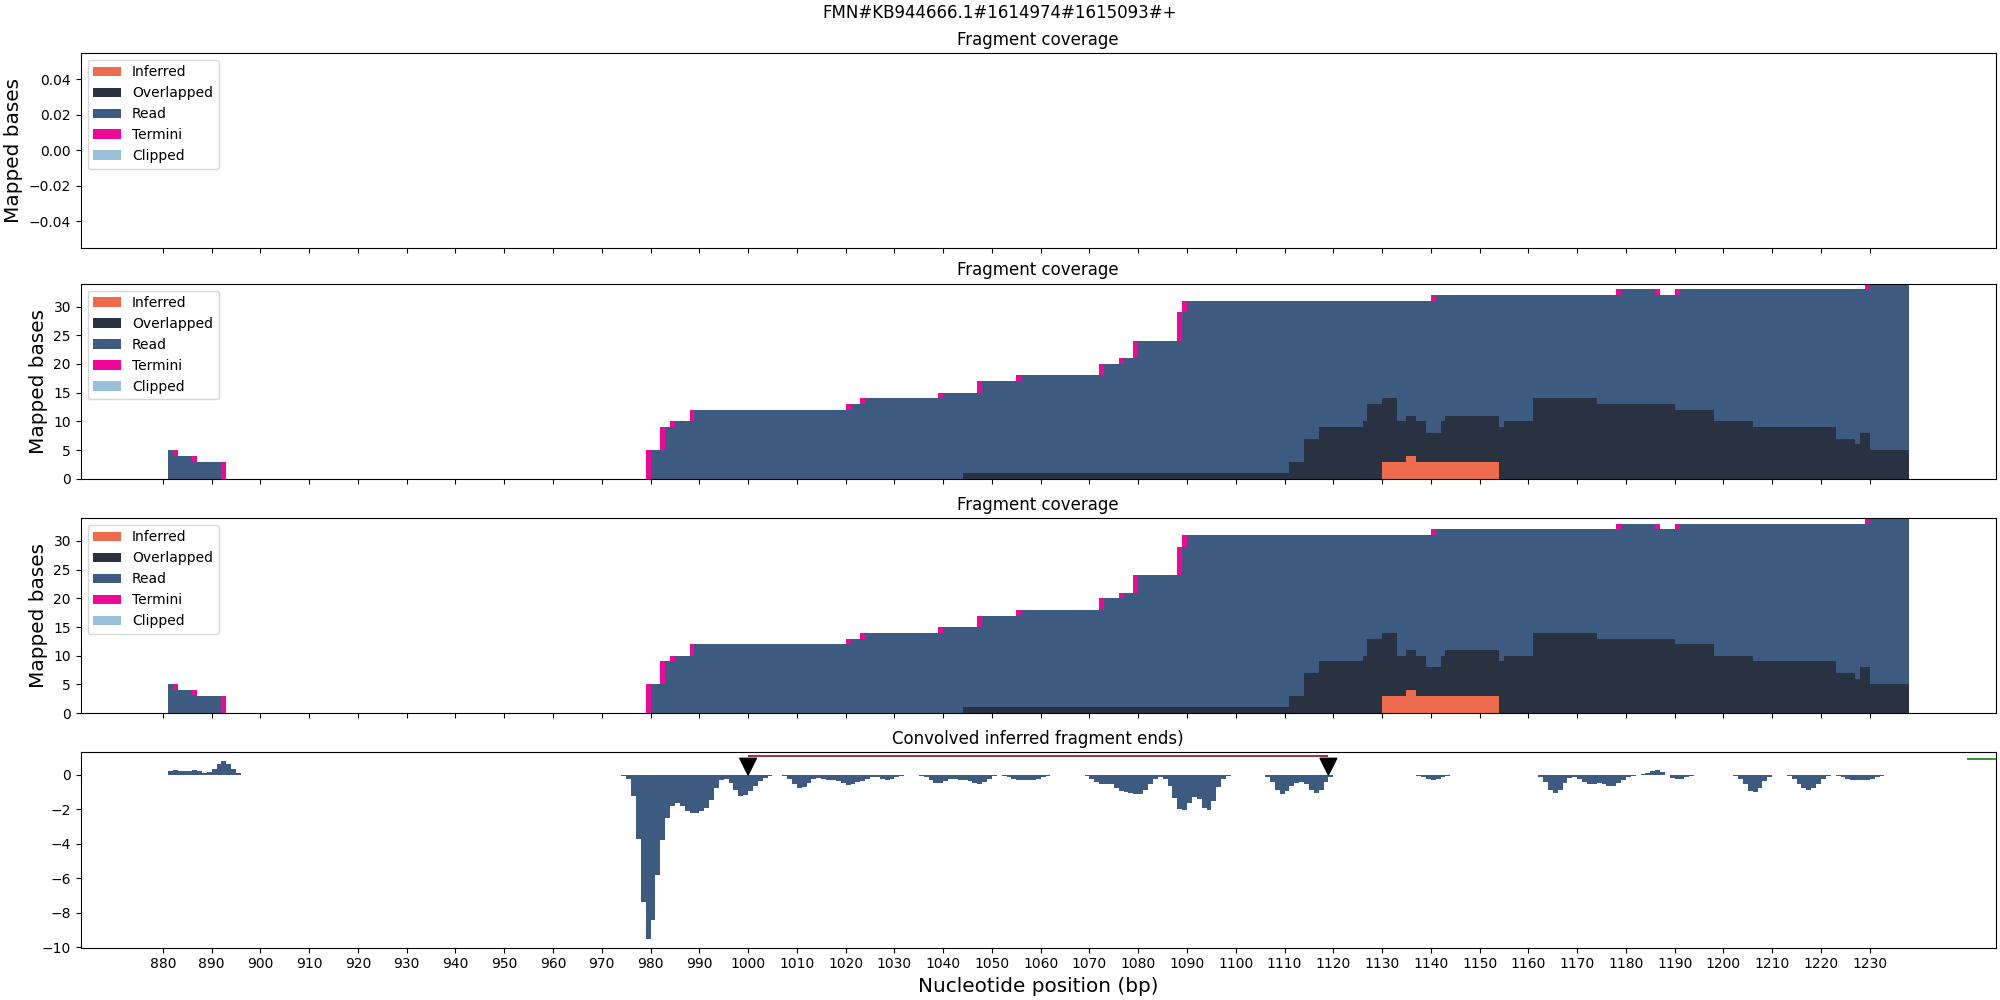 FMN#KB944666.1#1614974#1615093#+
Fragment coverage
Mapped bases
0.04
0.02
0.00
−0.02
−0.04
Inferred
Overlapped
Read
Termini
Clipped
Fragment coverage
Mapped bases
30
25
20
15
10
5
0
Inferred
Overlapped
Read
Termini
Clipped
Fragment coverage
Mapped bases
30
25
20
15
10
5
0
Inferred
Overlapped
Read
Termini
Clipped
Convolved inferred fragment ends)
0
−2
−4
−6
−8
−10
880 890 900 910 920 930 940 950 960 970 980 990 1000 1010 1020 1030 1040 1050 1060 1070 1080 1090 1100 1110 1120 1130 1140 1150 1160 1170 1180 1190 1200 1210 1220 1230
Nucleotide position (bp)